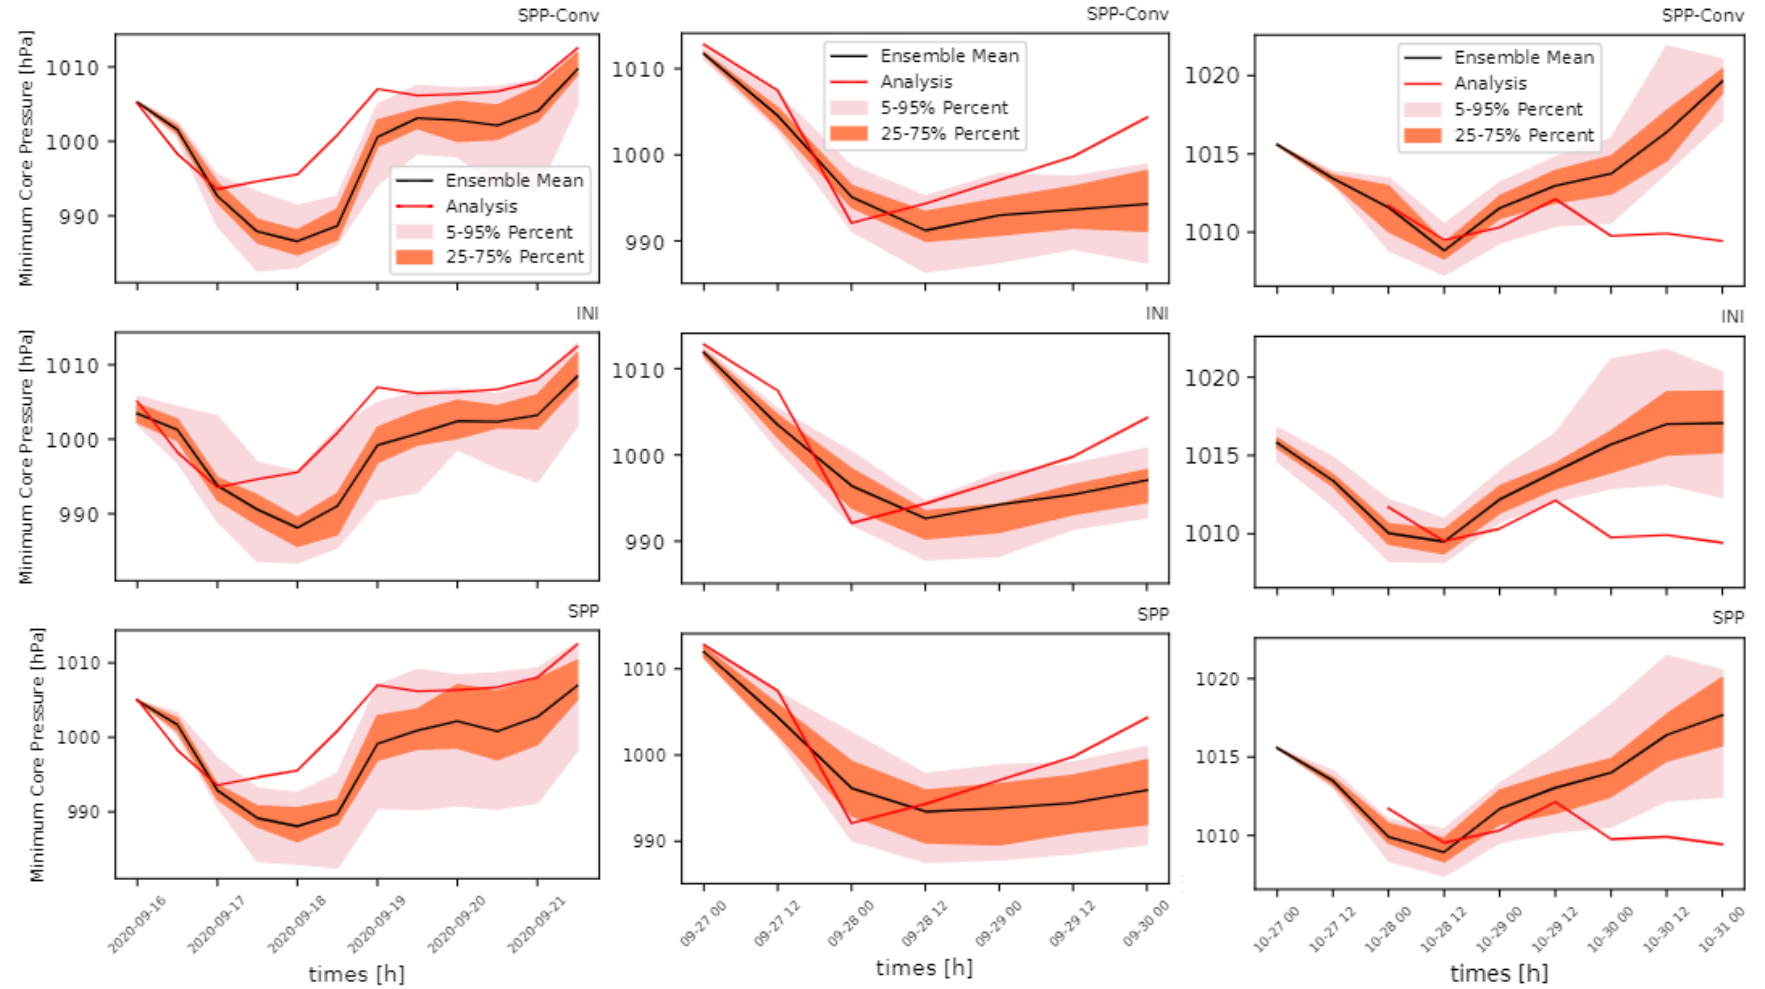 SPP-Conv
SPP-Conv
SPP-Conv
Minimum Core Pressure [hPa]
1010
1000
990
Ensemble Mean
Analysis
5-95% Percent
25-75% Percent
1010
1000
990
Ensemble Mean
Analysis
5-95% Percent
25-75% Percent
1020
1015
1010
Ensemble Mean
Analysis
5-95% Percent
25-75% Percent
INI
INI
INI
Minimum Core Pressure [hPa]
1010
1000
990
1010
1000
990
1020
1015
1010
SPP
SPP
SPP
Minimum Core Pressure [hPa]
1010
1000
990
1010
1000
990
1020
1015
1010
2020-09-16
2020-09-17
2020-09-18
2020-09-19
2020-09-20
2020-09-21
times [h]
09-27 00
09-27 12
09-28 00
09-28 12
09-29 00
09-29 12
09-30 00
times [h]
10-27 00
10-27 12
10-28 00
10-28 12
10-29 00
10-29 12
10-30 00
10-30 12
10-31 00
times [h]